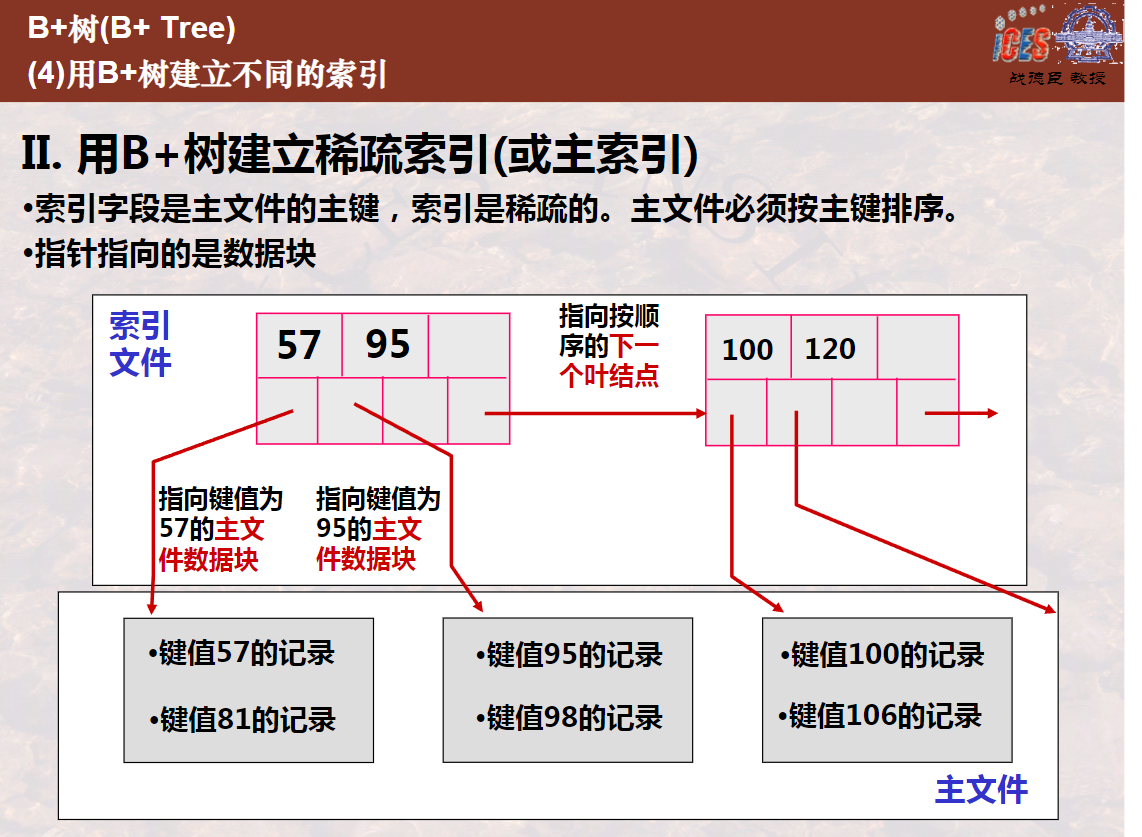 B+树(B+ Tree)
(4)用B+树建立不同的索引
iCES
战德臣 教授
II. 用B+树建立稀疏索引(或主索引)
•索引字段是主文件的主键，索引是稀疏的。主文件必须按主键排序。
•指针指向的是数据块
索引
文件
57 95
指向按顺
序的下一
个叶结点
100 120
指向键值为
57的主文
件数据块
指向键值为
95的主文
件数据块
•键值57的记录
•键值81的记录
•键值95的记录
•键值98的记录
•键值100的记录
•键值106的记录
主文件